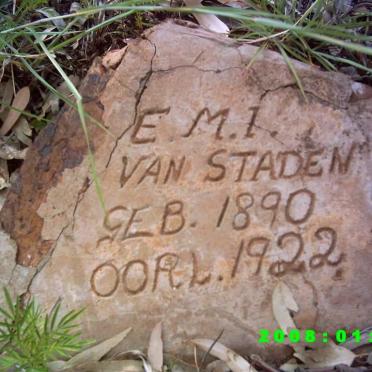 E. M. I.
VAN STADEN
GEB. 1890
OORL. 1922
2008:01